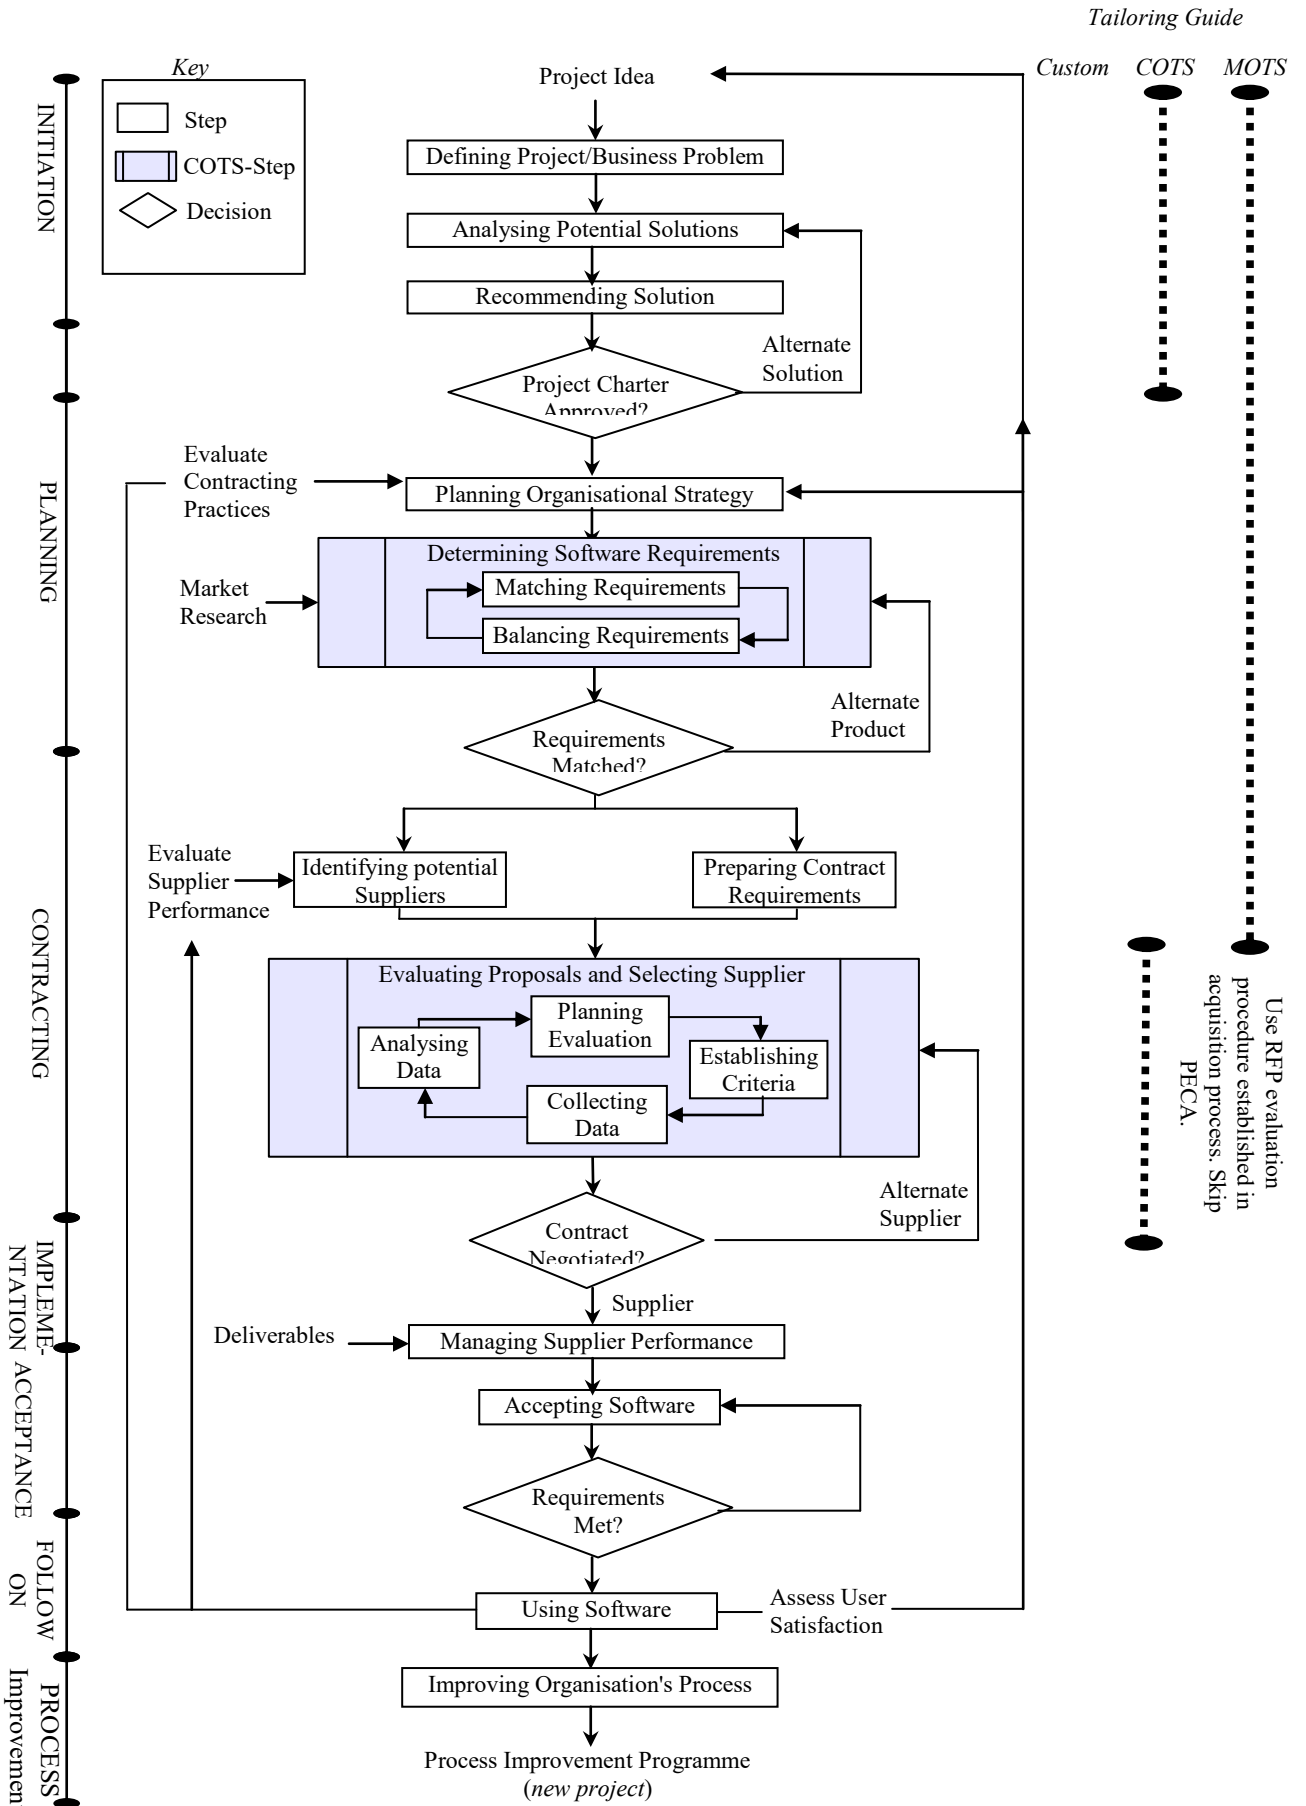 Tailoring Guide
Key
Project Idea
Custom
COTS
MOTS
INITIATION
Step
COTS-Step
Decision
Defining Project/Business Problem
Analysing Potential Solutions
Recommending Solution
Alternate
Solution
Project Charter
Approved?
PLANNING
Evaluate
Contracting
Practices
Planning Organisational Strategy
Determining Software Requirements
Matching Requirements
Balancing Requirements
Market
Research
Alternate
Product
Requirements
Matched?
CONTRACTING
Evaluate
Supplier
Performance
Identifying potential
Suppliers
Preparing Contract
Requirements
Evaluating Proposals and Selecting Supplier
Planning
Evaluation
Analysing
Data
Establishing
Criteria
Collecting
Data
Use RFP evaluation
procedure established in
acquisition process. Skip
PECA.
Alternate
Supplier
Contract
Negotiated?
IMPLEME-
NTATION
Supplier
Deliverables
Managing Supplier Performance
ACCEPTANCE
Accepting Software
Requirements
Met?
FOLLOW
ON
Using Software
Assess User
Satisfaction
PROCESS
Improvement
Improving Organisation's Process
Process Improvement Programme
(new project)